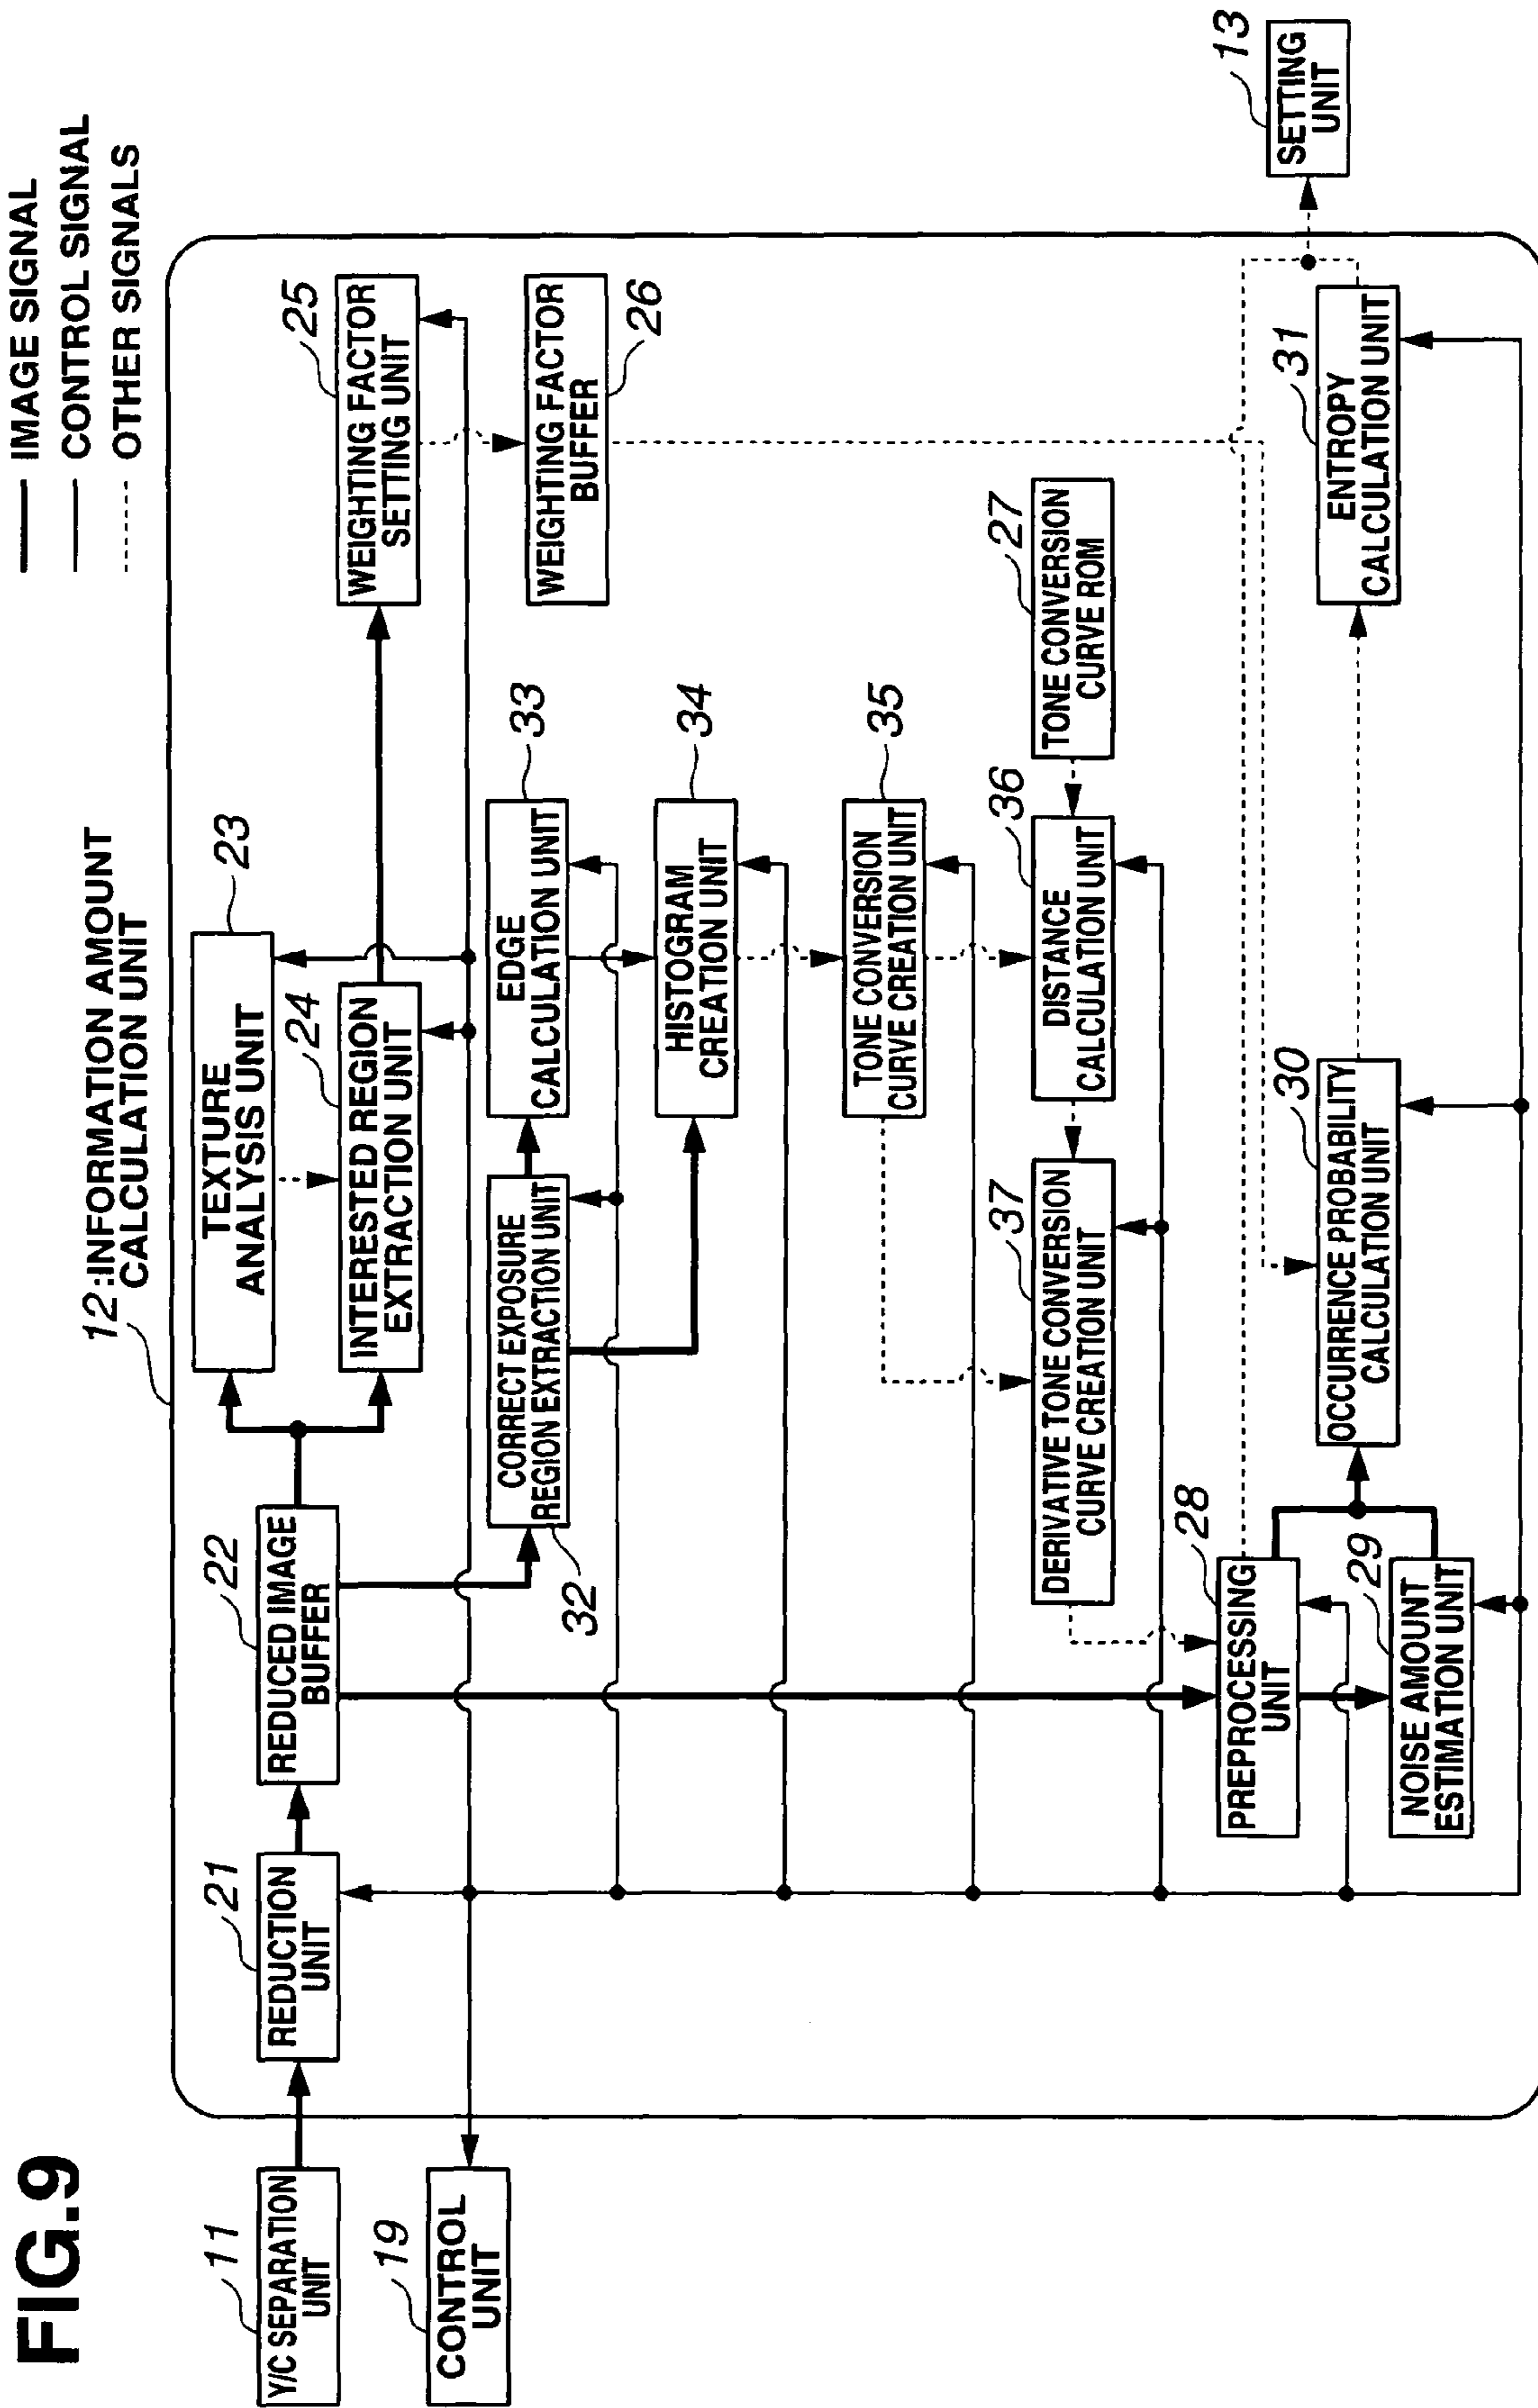 FIG.9
IMAGE SIGNAL
CONTROL SIGNAL
OTHER SIGNALS
12:INFORMATION AMOUNT
CALCULATION UNIT
11
Y/C SEPARATION
UNIT
19
CONTROL
UNIT
21
REDUCTION
UNIT
22
REDUCED IMAGE
BUFFER
23
TEXTURE
ANALYSIS UNIT
24
INTERESTED REGION
EXTRACTION UNIT
25
WEIGHTING FACTOR
SETTING UNIT
26
WEIGHTING FACTOR
BUFFER
32
CORRECT EXPOSURE
REGION EXTRACTION UNIT
33
EDGE
CALCULATION UNIT
34
HISTOGRAM
CREATION UNIT
35
TONE CONVERSION
CURVE CREATION UNIT
36
DISTANCE
CALCULATION UNIT
27
TONE CONVERSION
CURVE ROM
37
DERIVATIVE TONE CONVERSION
CURVE CREATION UNIT
28
PREPROCESSING
UNIT
29
NOISE AMOUNT
ESTIMATION UNIT
30
OCCURRENCE PROBABILITY
CALCULATION UNIT
31
ENTROPY
CALCULATION UNIT
13
SETTING
UNIT